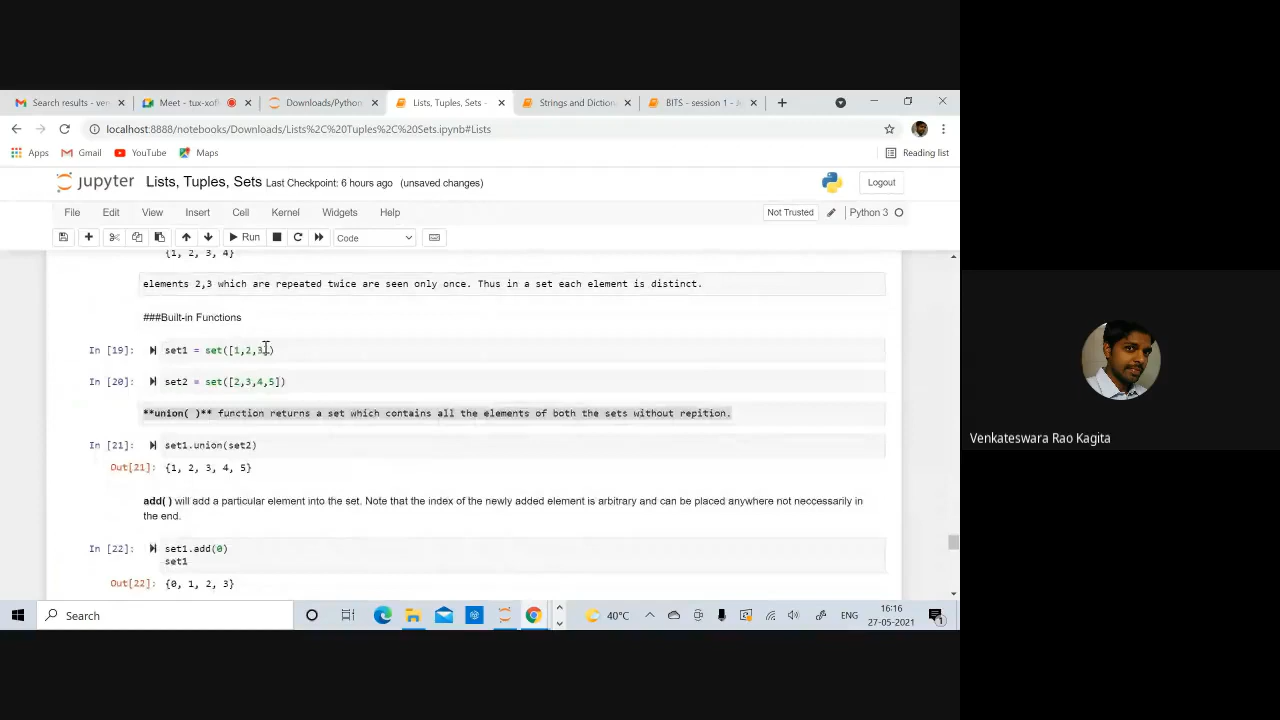 Search results - ven
Meet - tux-xofl
Downloads/Python
Lists, Tuples, Sets -
Strings and Diction
BITS - session 1 - J
localhost:8888/notebooks/Downloads/Lists%2C%20Tuples%2C%20Sets.ipynb#Lists
Apps
Gmail
YouTube
Maps
Reading list
jupyter Lists, Tuples, Sets Last Checkpoint: 6 hours ago (unsaved changes)
Logout
File Edit View Insert Cell Kernel Widgets Help
Not Trusted
Python 3
Run
Code
{1, 2, 3, 4}
elements 2,3 which are repeated twice are seen only once. Thus in a set each element is distinct.
###Built-in Functions
In [19]: set1 = set([1,2,3])
In [20]: set2 = set([2,3,4,5])
**union( )** function returns a set which contains all the elements of both the sets without repition.
In [21]: set1.union(set2)
Out[21]: {1, 2, 3, 4, 5}
add( ) will add a particular element into the set. Note that the index of the newly added element is arbitrary and can be placed anywhere not neccessarily in
the end.
In [22]: set1.add(0)
set1
Out[22]: {0, 1, 2, 3}
Venkateswara Rao Kagita
Search
40°C
ENG
16:16
27-05-2021